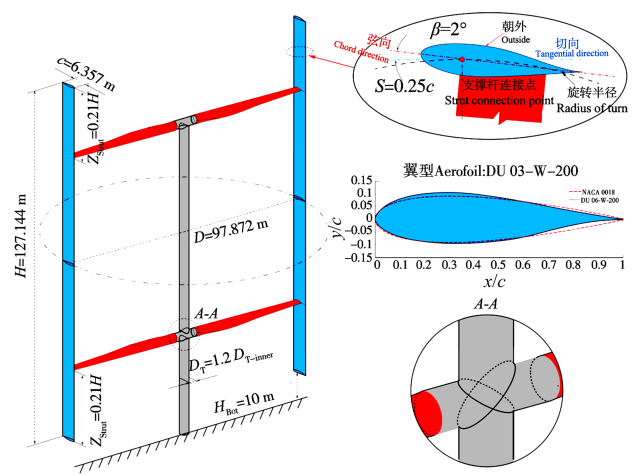 c=6.357 m
Z_Strut=0.21H
H=127.144 m
D=97.872 m
A-A
D_T=1.2 D_T-inner
H_Bot=10 m
Z_Strut=0.21H
弦向
Chord direction
β=2°
朝外
Outside
切向
Tangential direction
S=0.25c
支撑杆连接点
Strut connection point
旋转半径
Radius of turn
翼型Aerofoil:DU 03-W-200
NACA 0018
DU 06-W-200
y/c
0.15
0.1
0.05
0
-0.05
-0.1
-0.15
0 0.1 0.2 0.3 0.4 0.5 0.6 0.7 0.8 0.9 1
x/c
A-A